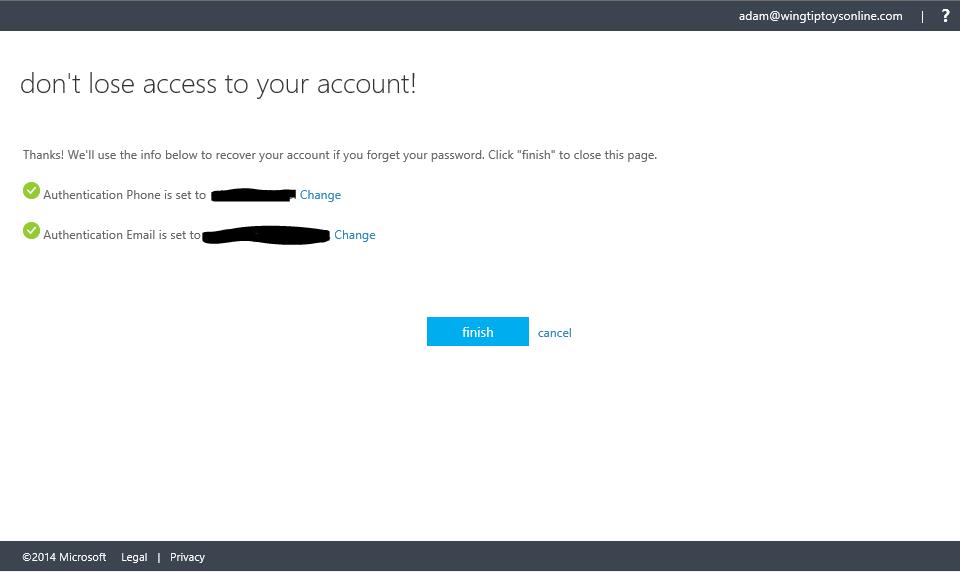 adam@wingtiptoysonline.com | ?
don't lose access to your account!
Thanks! We'll use the info below to recover your account if you forget your password. Click "finish" to close this page.
Authentication Phone is set to Change
Authentication Email is set to Change
finish cancel
©2014 Microsoft Legal | Privacy